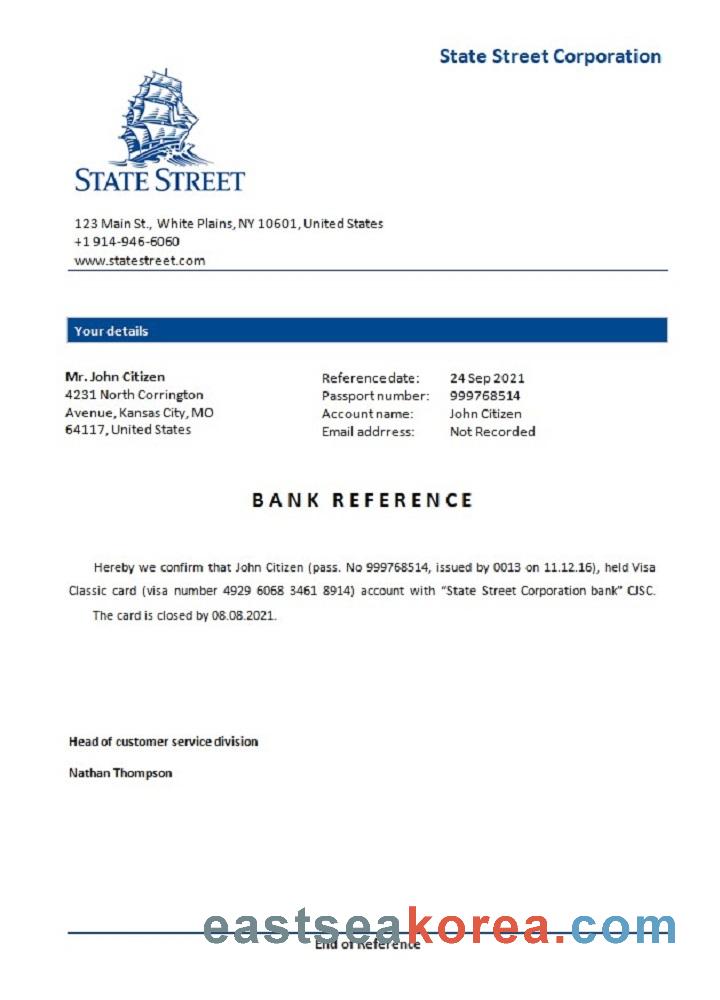 State Street Corporation
STATE STREET
123 Main St., White Plains, NY 10601, United States
+1 914-946-6060
www.statestreet.com
Your details
Mr. John Citizen
4231 North Corrington
Avenue, Kansas City, MO
64117, United States
Reference date: 24 Sep 2021
Passport number: 999768514
Account name: John Citizen
Email addrress: Not Recorded
BANK REFERENCE
Hereby we confirm that John Citizen (pass. No 999768514, issued by 0013 on 11.12.16), held Visa
Classic card (visa number 4929 6068 3461 8914) account with “State Street Corporation bank” CJSC.
The card is closed by 08.08.2021.
Head of customer service division
Nathan Thompson
eastseakorea.com
End of Reference